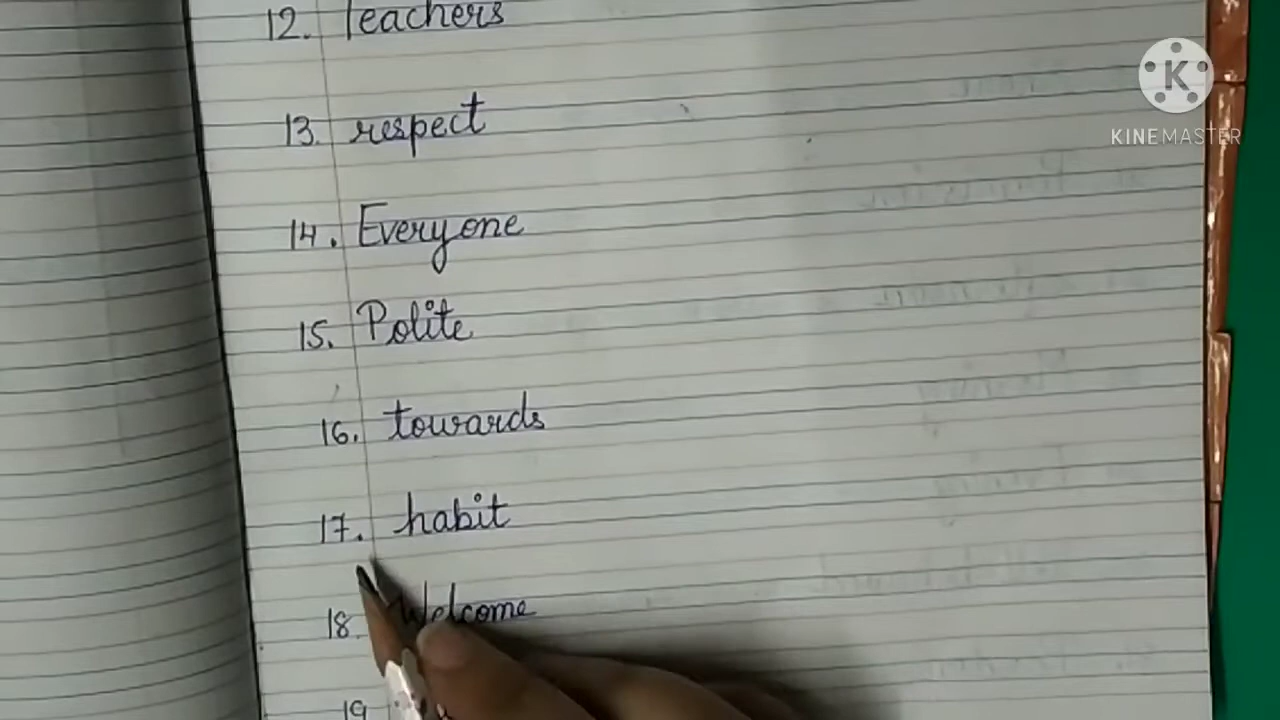 12. Teachers
13. respect
14. Everyone
15. Polite
16. towards
17. habit
18. Welcome
19
KINEMASTER